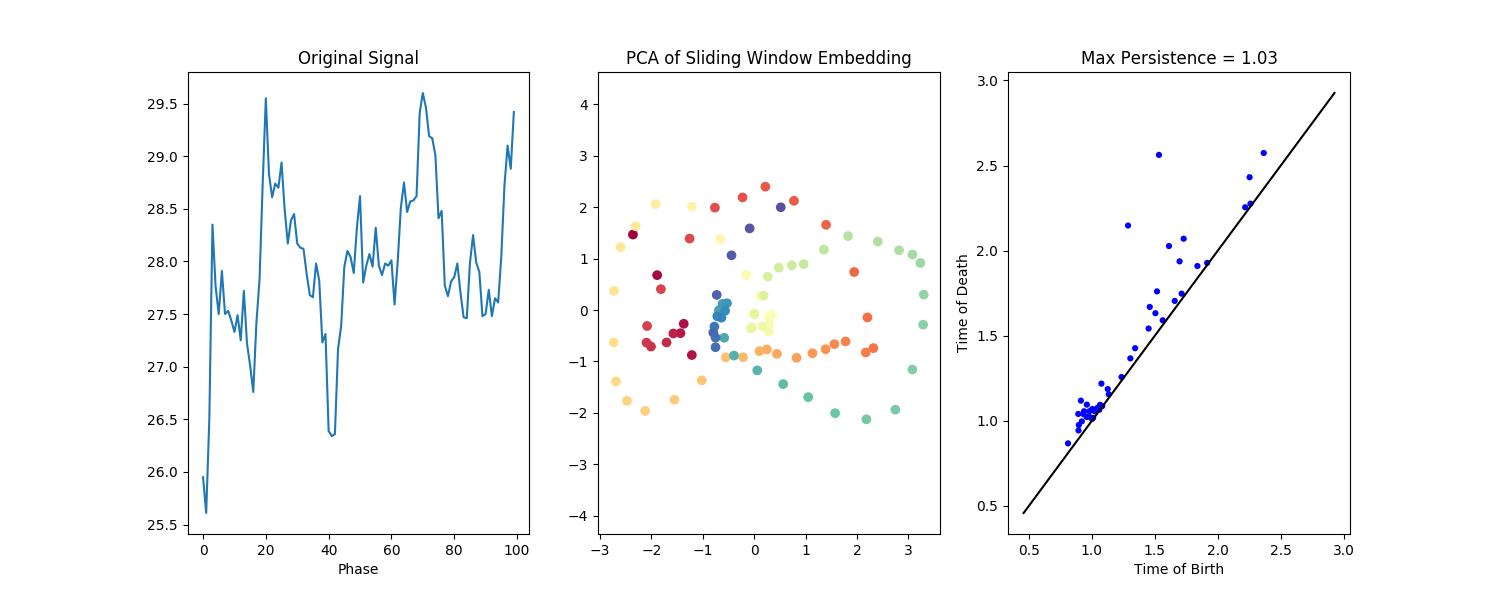 Original Signal
29.5
29.0
28.5
28.0
27.5
27.0
26.5
26.0
25.5
0 20 40 60 80 100
Phase
PCA of Sliding Window Embedding
4
3
2
1
0
−1
−2
−3
−4
−3 −2 −1 0 1 2 3
Max Persistence = 1.03
3.0
2.5
2.0
1.5
1.0
0.5
Time of Death
0.5 1.0 1.5 2.0 2.5 3.0
Time of Birth